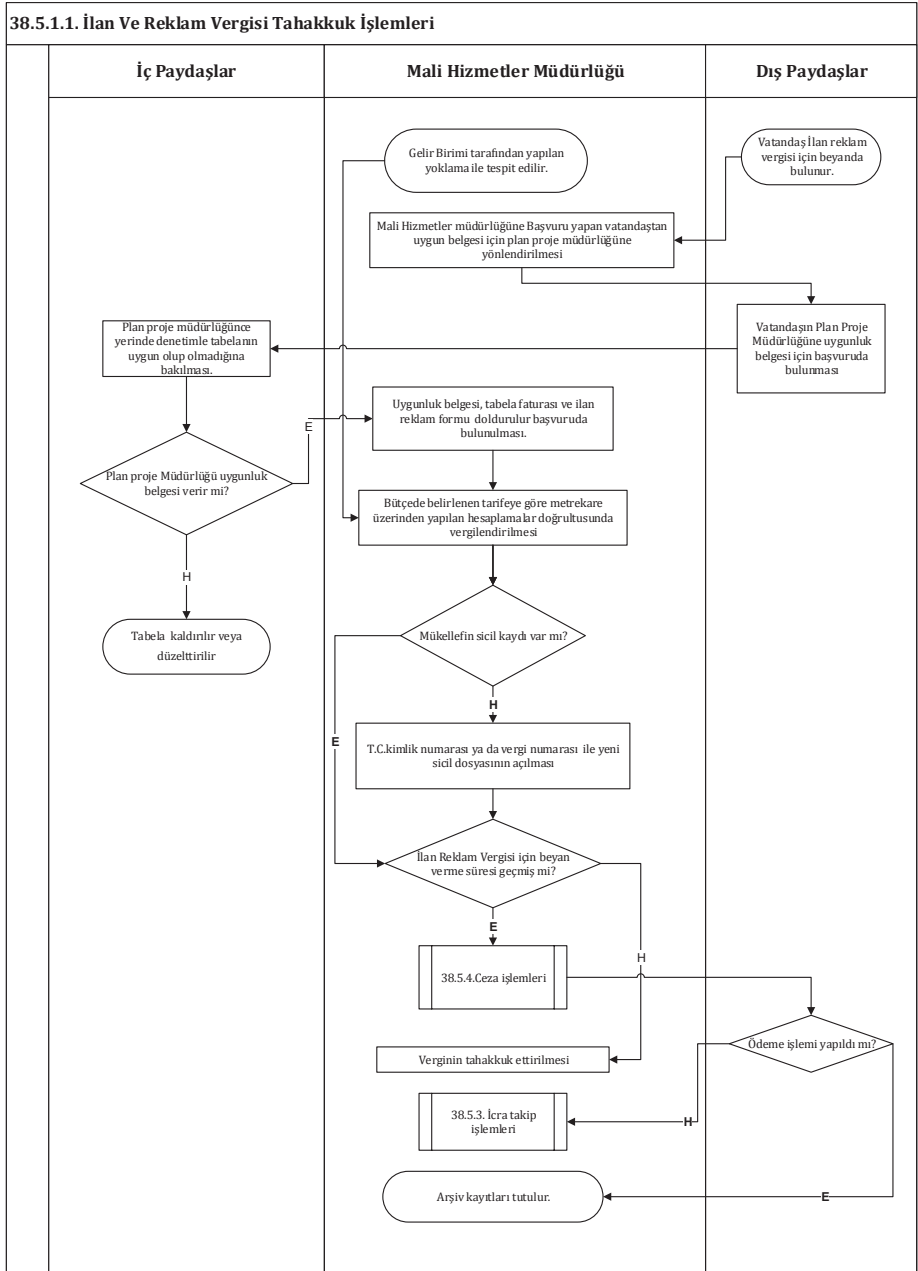 38.5.1.1. İlan Ve Reklam Vergisi Tahakkuk İşlemleri
İç Paydaşlar
Mali Hizmetler Müdürlüğü
Dış Paydaşlar
Gelir Birimi tarafından yapılan
yoklama ile tespit edilir.
Vatandaş İlan reklam
vergisi için beyanda
bulunur.
Mali Hizmetler müdürlüğüne Başvuru yapan vatandaştan
uygun belgesi için plan proje müdürlüğüne
yönlendirilmesi
Vatandaşın Plan Proje
Müdürlüğüne uygunluk
belgesi için başvuruda
bulunması
Plan proje müdürlüğünce
yerinde denetimle tabelanın
uygun olup olmadığına
bakılması.
Plan proje Müdürlüğü uygunluk
belgesi verir mi?
E
H
Tabela kaldırılır veya
düzelttirilir
Uygunluk belgesi, tabela faturası ve ilan
reklam formu doldurulur başvuruda
bulunulması.
Bütçede belirlenen tarifeye göre metrekare
üzerinden yapılan hesaplamalar doğrultusunda
vergilendirilmesi
Mükellefin sicil kaydı var mı?
H
E
T.C.kimlik numarası ya da vergi numarası ile yeni
sicil dosyasının açılması
İlan Reklam Vergisi için beyan
verme süresi geçmiş mi?
E
H
38.5.4.Ceza işlemleri
Ödeme işlemi yapıldı mı?
Verginin tahakkuk ettirilmesi
38.5.3. İcra takip
işlemleri
H
Arşiv kayıtları tutulur.
E